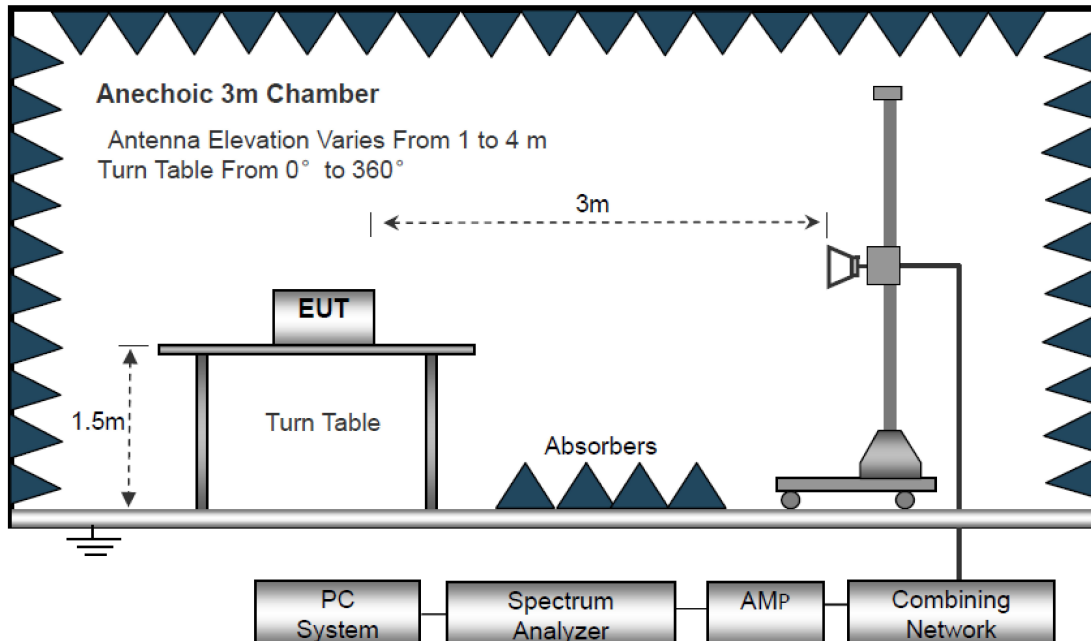 Anechoic 3m Chamber
Antenna Elevation Varies From 1 to 4 m
Turn Table From 0° to 360°
3m
EUT
1.5m
Turn Table
Absorbers
PC
System
Spectrum
Analyzer
AMP
Combining
Network